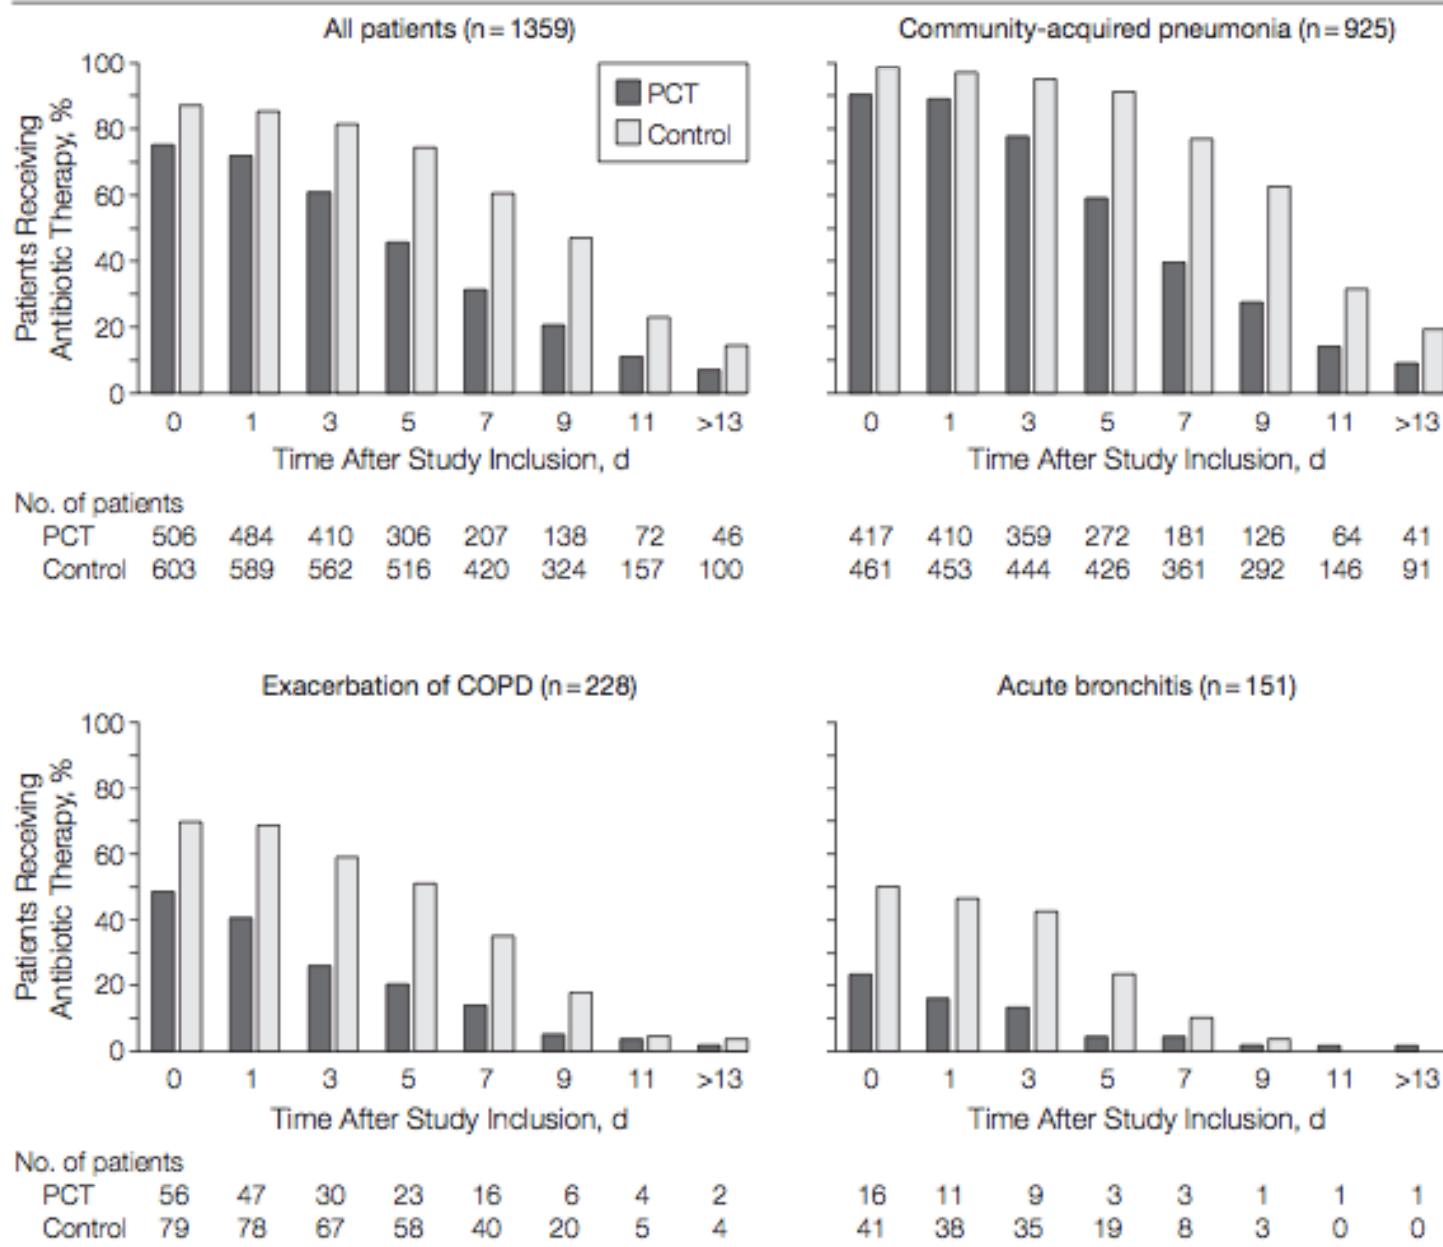 All patients (n=1359)
100
80
60
40
20
0
Patients Receiving
Antibiotic Therapy, %
PCT
Control
0 1 3 5 7 9 11 >13
Time After Study Inclusion, d
No. of patients
PCT 506 484 410 306 207 138 72 46
Control 603 589 562 516 420 324 157 100
Community-acquired pneumonia (n=925)
0 1 3 5 7 9 11 >13
Time After Study Inclusion, d
417 410 359 272 181 126 64 41
461 453 444 426 361 292 146 91
Exacerbation of COPD (n=228)
100
80
60
40
20
0
Patients Receiving
Antibiotic Therapy, %
0 1 3 5 7 9 11 >13
Time After Study Inclusion, d
No. of patients
PCT 56 47 30 23 16 6 4 2
Control 79 78 67 58 40 20 5 4
Acute bronchitis (n=151)
0 1 3 5 7 9 11 >13
Time After Study Inclusion, d
16 11 9 3 3 1 1 1
41 38 35 19 8 3 0 0